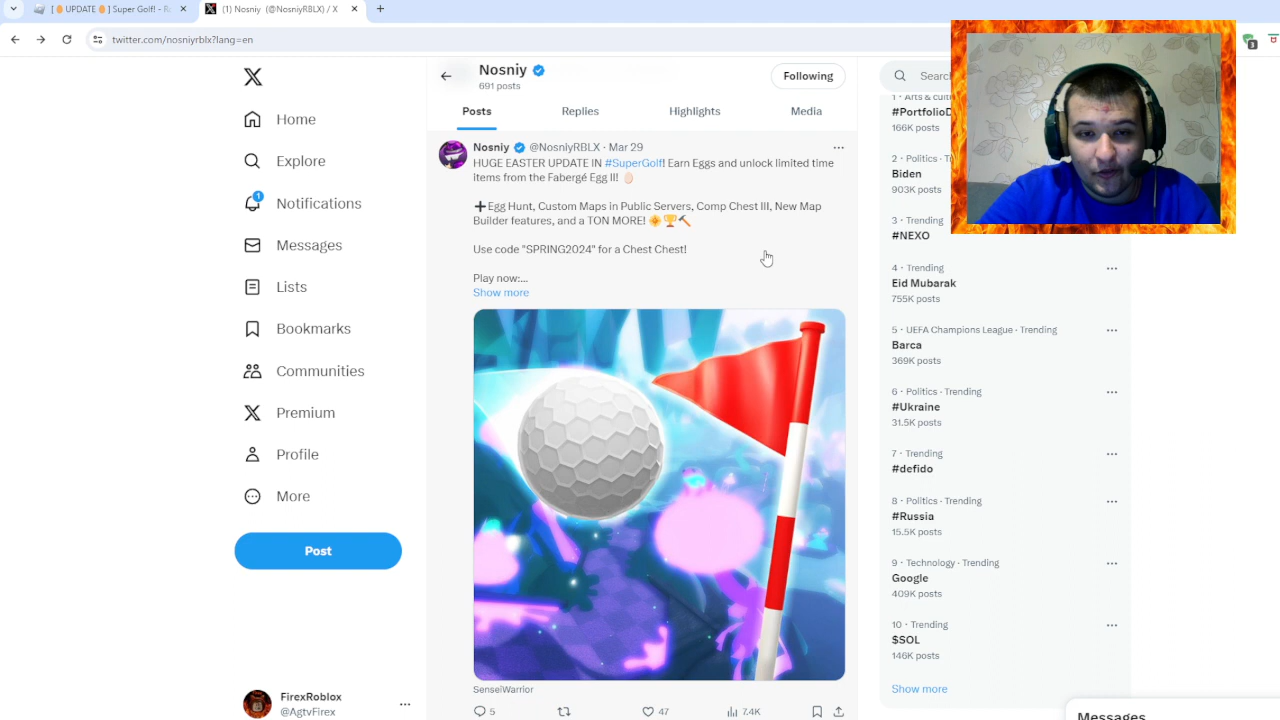 [ UPDATE ] Super Golf! - R
(1) Nosniy (@NosniyRBLX) / X
twitter.com/nosniyrblx?lang=en
3
Nosniy
691 posts
Following
Posts
Replies
Highlights
Media
Home
Explore
1
Notifications
Messages
Lists
Bookmarks
Communities
Premium
Profile
More
Post
FirexRoblox
@AgtvFirex
Nosniy @NosniyRBLX · Mar 29
HUGE EASTER UPDATE IN #SuperGolf! Earn Eggs and unlock limited time
items from the Fabergé Egg II! 🥚
➕Egg Hunt, Custom Maps in Public Servers, Comp Chest III, New Map
Builder features, and a TON MORE! ☀️🏆🔨
Use code "SPRING2024" for a Chest Chest!
Play now:...
Show more
SenseiWarrior
5
47
7.4K
Search
1 · Arts & cultu
#PortfolioD
166K posts
2 · Politics · T
Biden
903K posts
3 · Trending
#NEXO
4 · Trending
Eid Mubarak
755K posts
5 · UEFA Champions League · Trending
Barca
369K posts
6 · Politics · Trending
#Ukraine
31.5K posts
7 · Trending
#defido
8 · Politics · Trending
#Russia
15.5K posts
9 · Technology · Trending
Google
409K posts
10 · Trending
$SOL
146K posts
Show more
Messages